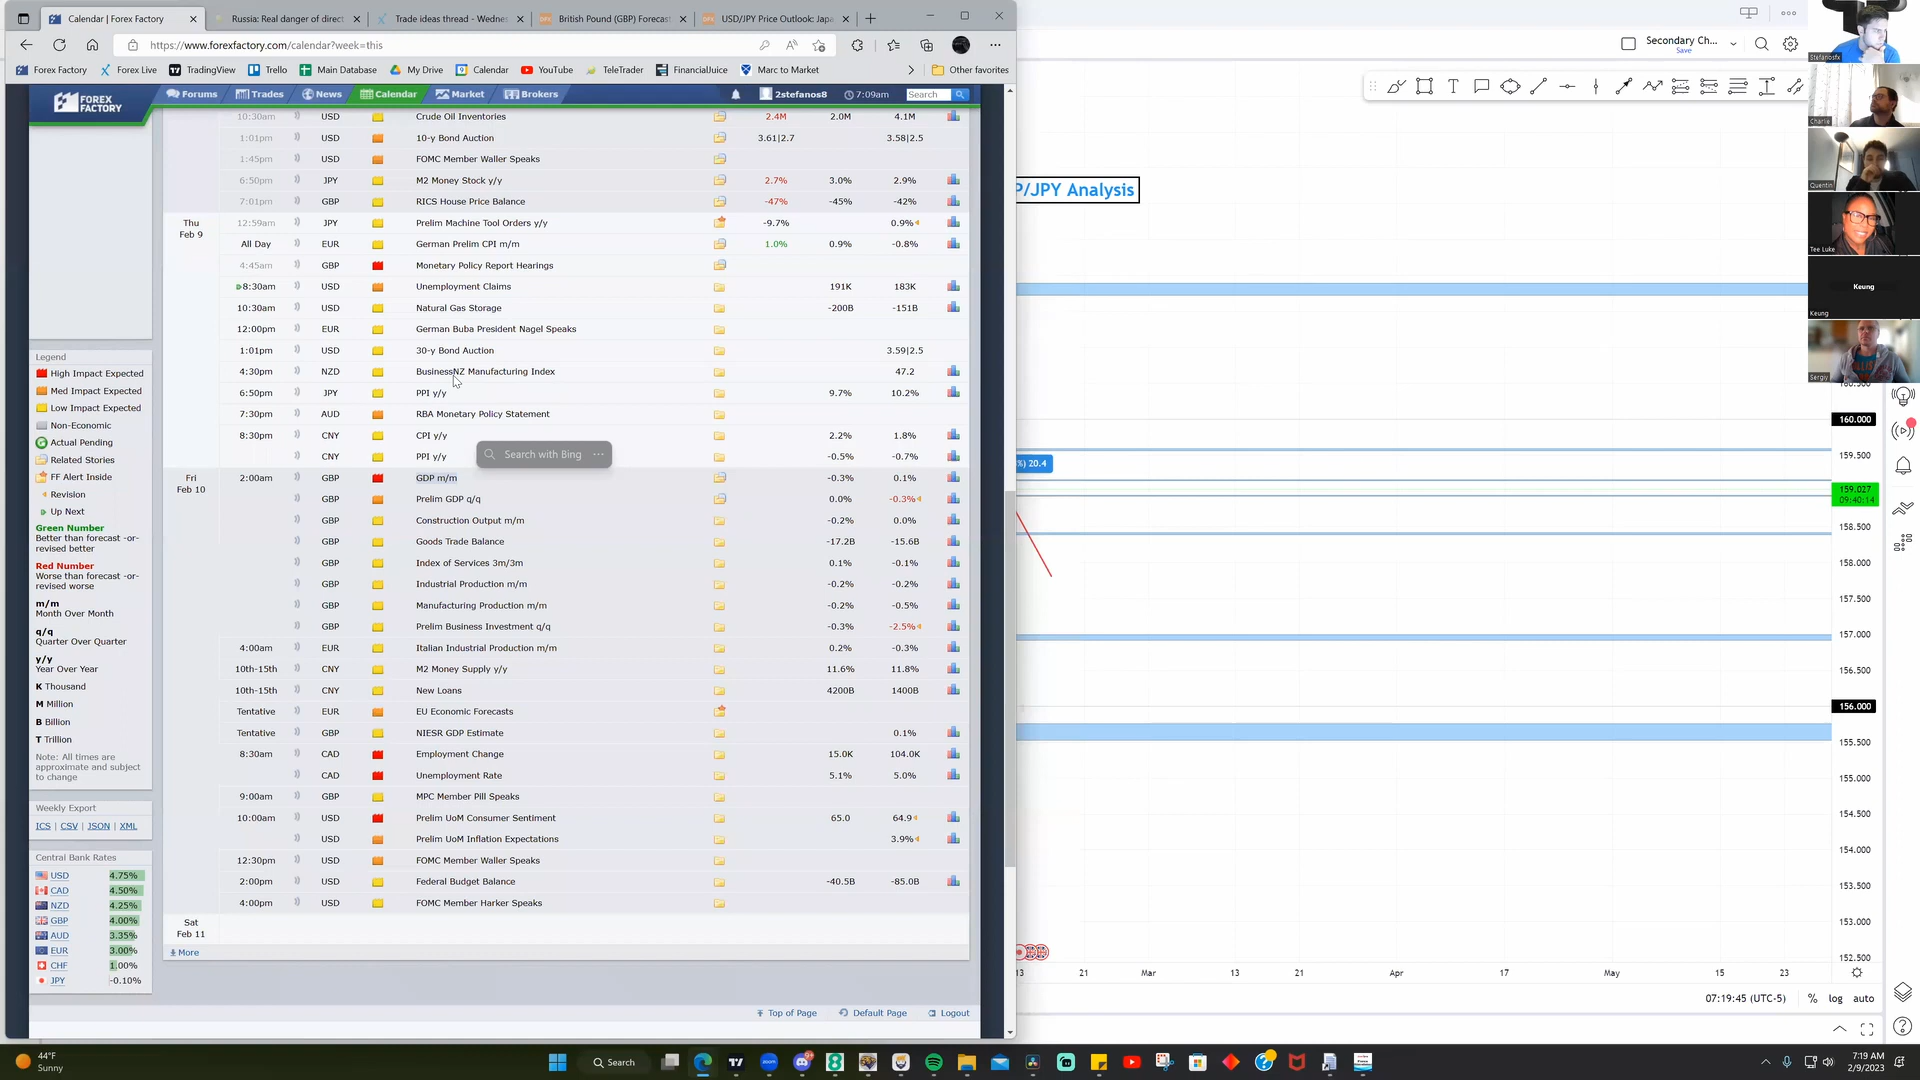 Calendar | Forex Factory
Russia: Real danger of direct
Trade ideas thread - Wednes
British Pound (GBP) Forecast
USD/JPY Price Outlook: Japa
https://www.forexfactory.com/calendar?week=this
Forex Factory Forex Live TradingView Trello Main Database My Drive Calendar YouTube TeleTrader FinancialJuice Marc to Market Other favorites
FOREX FACTORY
Forums Trades News Calendar Market Brokers 2stefanos8 7:09am Search
10:30am USD Crude Oil Inventories 2.4M 2.0M 4.1M
1:01pm USD 10-y Bond Auction 3.61|2.7 3.58|2.5
1:45pm USD FOMC Member Waller Speaks
6:50pm JPY M2 Money Stock y/y 2.7% 3.0% 2.9%
7:01pm GBP RICS House Price Balance -47% -45% -42%
Thu Feb 9 12:59am JPY Prelim Machine Tool Orders y/y -9.7% 0.9%
All Day EUR German Prelim CPI m/m 1.0% 0.9% -0.8%
4:45am GBP Monetary Policy Report Hearings
8:30am USD Unemployment Claims 191K 183K
10:30am USD Natural Gas Storage -200B -151B
12:00pm EUR German Buba President Nagel Speaks
1:01pm USD 30-y Bond Auction 3.59|2.5
4:30pm NZD BusinessNZ Manufacturing Index 47.2
6:50pm JPY PPI y/y 9.7% 10.2%
7:30pm AUD RBA Monetary Policy Statement
8:30pm CNY CPI y/y 2.2% 1.8%
CNY PPI y/y -0.5% -0.7%
Search with Bing
Fri Feb 10 2:00am GBP GDP m/m -0.3% 0.1%
GBP Prelim GDP q/q 0.0% -0.3%
GBP Construction Output m/m -0.2% 0.0%
GBP Goods Trade Balance -17.2B -15.6B
GBP Index of Services 3m/3m 0.1% -0.1%
GBP Industrial Production m/m -0.2% -0.2%
GBP Manufacturing Production m/m -0.2% -0.5%
GBP Prelim Business Investment q/q -0.3% -2.5%
4:00am EUR Italian Industrial Production m/m 0.2% -0.3%
10th-15th CNY M2 Money Supply y/y 11.6% 11.8%
10th-15th CNY New Loans 4200B 1400B
Tentative EUR EU Economic Forecasts
Tentative GBP NIESR GDP Estimate 0.1%
8:30am CAD Employment Change 15.0K 104.0K
CAD Unemployment Rate 5.1% 5.0%
9:00am GBP MPC Member Pill Speaks
10:00am USD Prelim UoM Consumer Sentiment 65.0 64.9
USD Prelim UoM Inflation Expectations 3.9%
12:30pm USD FOMC Member Waller Speaks
2:00pm USD Federal Budget Balance -40.5B -85.0B
4:00pm USD FOMC Member Harker Speaks
Sat Feb 11
More
Top of Page Default Page Logout
Legend
High Impact Expected
Med Impact Expected
Low Impact Expected
Non-Economic
Actual Pending
Related Stories
FF Alert Inside
Revision
Up Next
Green Number
Better than forecast -or-
revised better
Red Number
Worse than forecast -or-
revised worse
m/m
Month Over Month
q/q
Quarter Over Quarter
y/y
Year Over Year
K Thousand
M Million
B Billion
T Trillion
Note: All times are
approximate and subject
to change
Weekly Export
ICS | CSV | JSON | XML
Central Bank Rates
USD 4.75%
CAD 4.50%
NZD 4.25%
GBP 4.00%
AUD 3.35%
EUR 3.00%
CHF 1.00%
JPY -0.10%
Secondary Ch...
Save
P/JPY Analysis
%) 20.4
160.000
159.500
159.027
09:40:14
158.500
158.000
157.500
157.000
156.500
156.000
155.500
155.000
154.500
154.000
153.500
153.000
152.500
13 21 Mar 13 21 Apr 17 May 15 23
07:19:45 (UTC-5) % log auto
Stefanosfx
Charlie
Quentin
Tee Luke
Keung
Keung
Sergiy
44°F
Sunny
Search
7:19 AM
2/9/2023